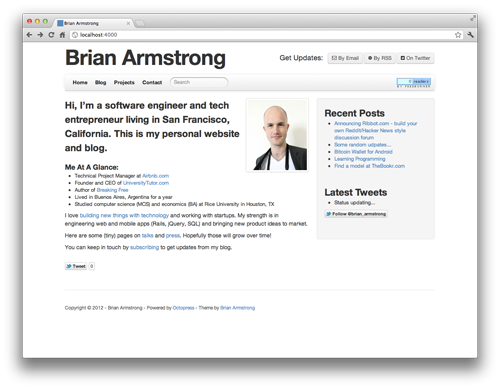 Brian Armstrong
localhost:4000
Brian Armstrong
Get Updates: By Email By RSS On Twitter
Home Blog Projects Contact Search
readers
BY FEEDBURNER
Hi, I'm a software engineer and tech
entrepreneur living in San Francisco,
California. This is my personal website
and blog.
Me At A Glance:
Technical Project Manager at Airbnb.com
Founder and CEO of UniversityTutor.com
Author of Breaking Free
Lived in Buenos Aires, Argentina for a year
Studied computer science (MCS) and economics (BA) at Rice University in Houston, TX
I love building new things with technology and working with startups. My strength is in
engineering web and mobile apps (Rails, jQuery, SQL) and bringing new product ideas to market.
Here are some (tiny) pages on talks and press. Hopefully those will grow over time!
You can keep in touch by subscribing to get updates from my blog.
Tweet 0
Recent Posts
Announcing Ribbot.com - build your
own Reddit/Hacker News style
discussion forum
Some random udpates...
Bitcoin Wallet for Android
Learning Programming
Find a model at TheBookr.com
Latest Tweets
Status updating...
Follow @brian_armstrong
Copyright © 2012 - Brian Armstrong - Powered by Octopress - Theme by Brian Armstrong